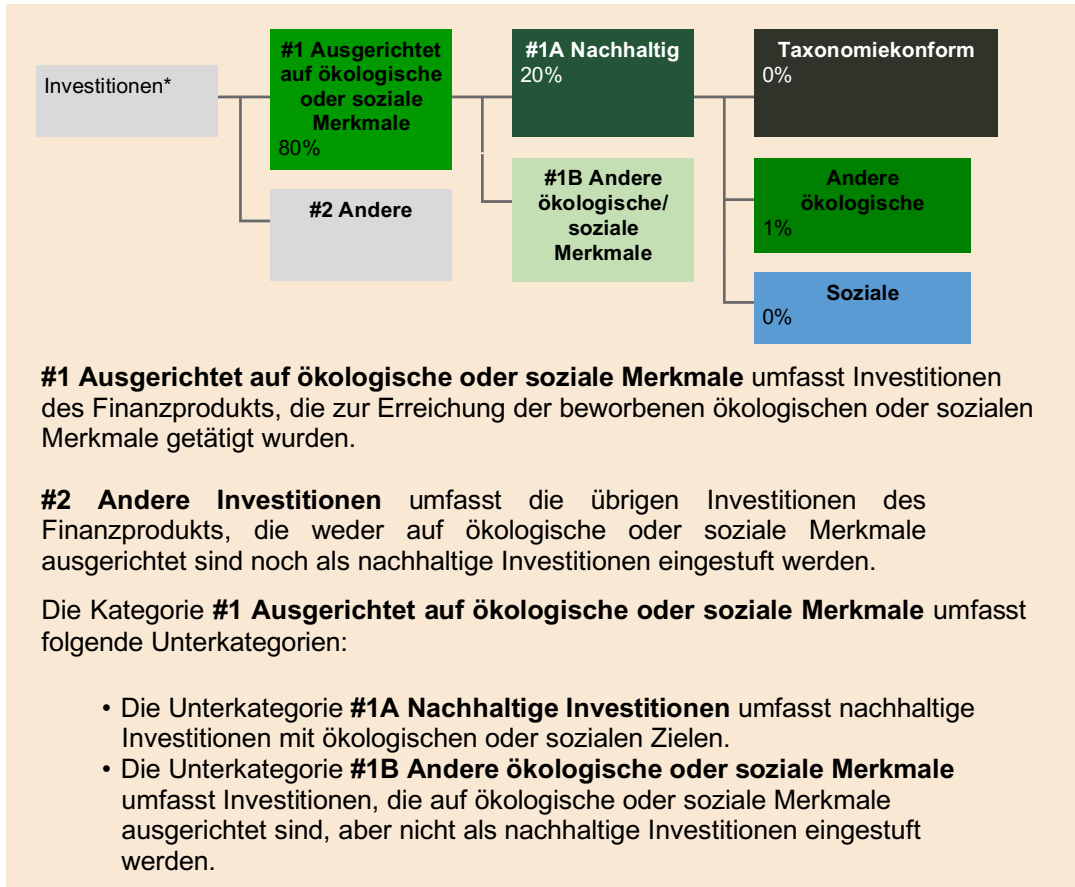 Investitionen*
#1 Ausgerichtet
auf ökologische
oder soziale
Merkmale
80%
#2 Andere
#1A Nachhaltig
20%
#1B Andere
ökologische/
soziale
Merkmale
Taxonomiekonform
0%
Andere
ökologische
1%
Soziale
0%
#1 Ausgerichtet auf ökologische oder soziale Merkmale umfasst Investitionen
des Finanzprodukts, die zur Erreichung der beworbenen ökologischen oder sozialen
Merkmale getätigt wurden.
#2 Andere Investitionen umfasst die übrigen Investitionen des
Finanzprodukts, die weder auf ökologische oder soziale Merkmale
ausgerichtet sind noch als nachhaltige Investitionen eingestuft werden.
Die Kategorie #1 Ausgerichtet auf ökologische oder soziale Merkmale umfasst
folgende Unterkategorien:
• Die Unterkategorie #1A Nachhaltige Investitionen umfasst nachhaltige
Investitionen mit ökologischen oder sozialen Zielen.
• Die Unterkategorie #1B Andere ökologische oder soziale Merkmale
umfasst Investitionen, die auf ökologische oder soziale Merkmale
ausgerichtet sind, aber nicht als nachhaltige Investitionen eingestuft
werden.